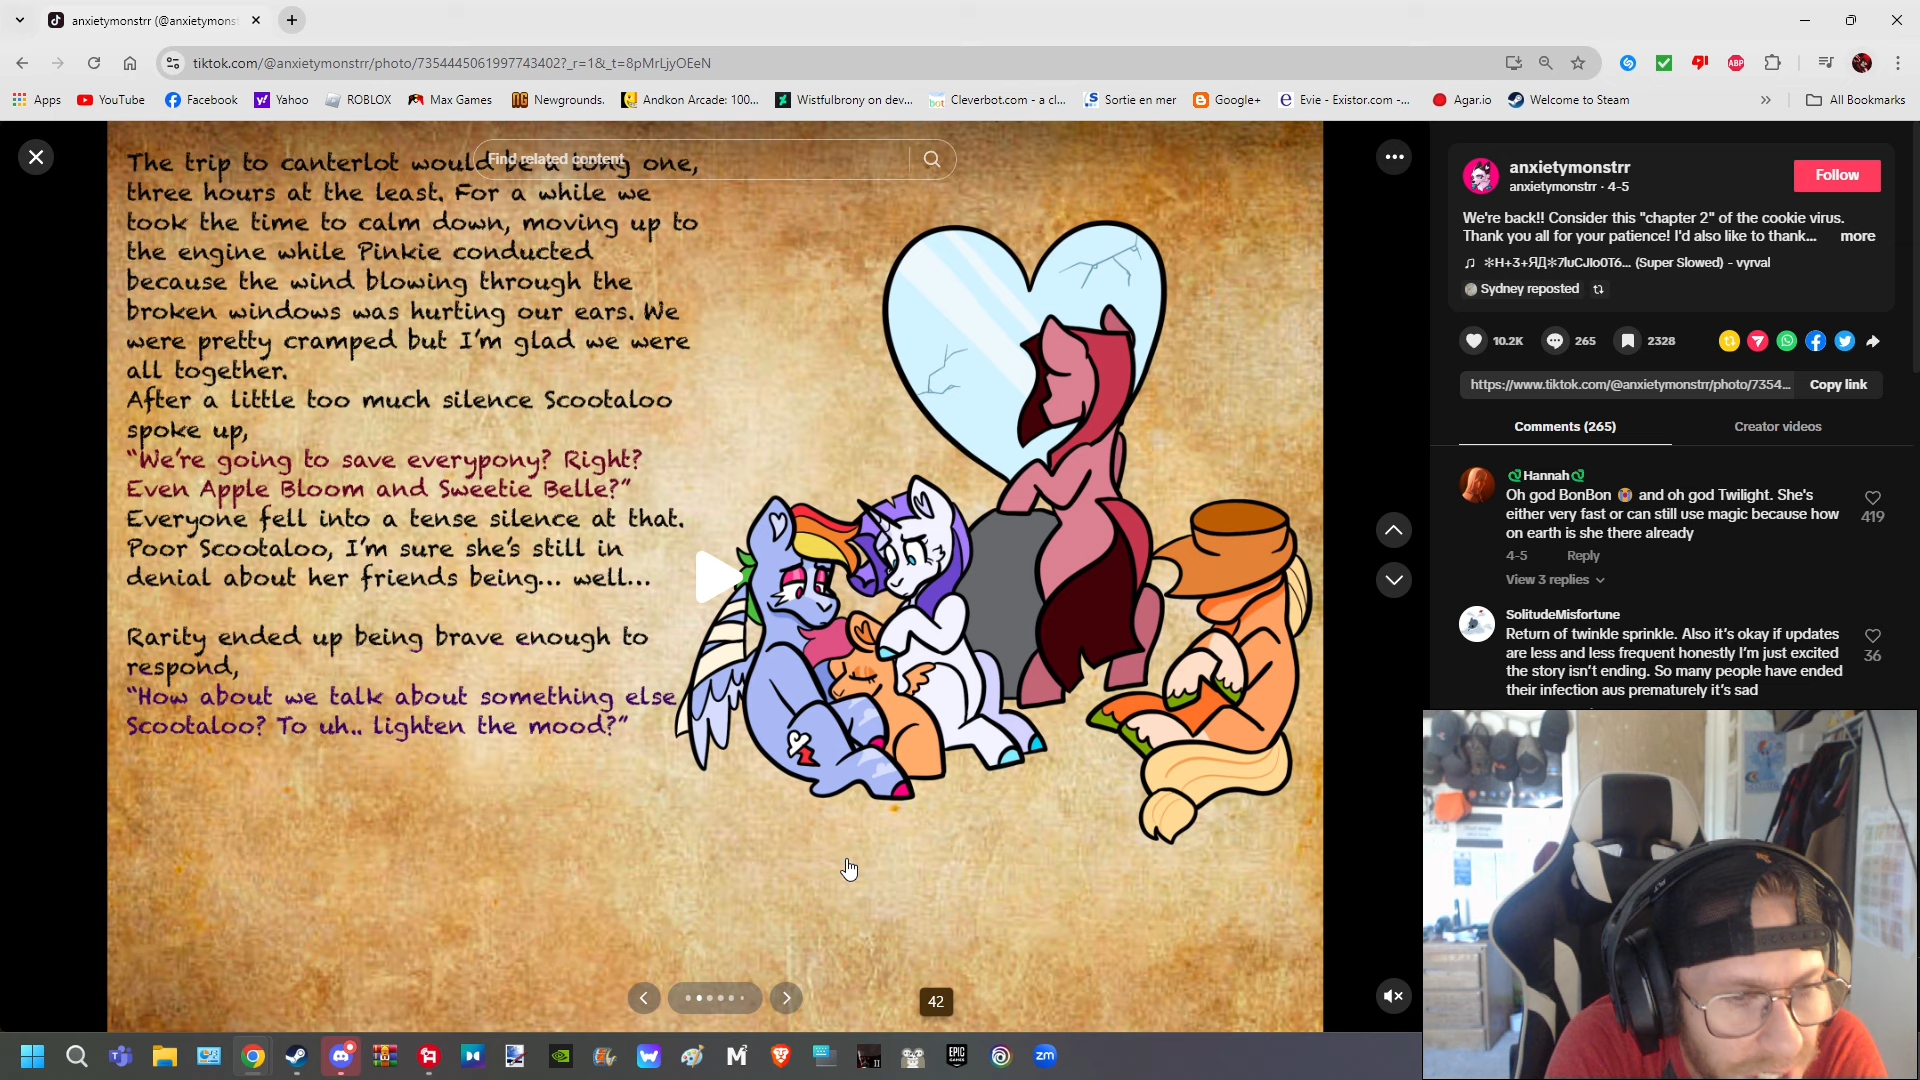 anxietymonstrr (@anxietymonst
tiktok.com/@anxietymonstrr/photo/7354445061997743402?_r=1&_t=8pMrLjyOEeN
Apps
YouTube
Facebook
Yahoo
ROBLOX
Max Games
Newgrounds.
Andkon Arcade: 100...
Wistfulbrony on dev...
Cleverbot.com - a cl...
Sortie en mer
Google+
Evie - Existor.com -...
Agar.io
Welcome to Steam
All Bookmarks
Find related content
The trip to canterlot would be a long one,
three hours at the least. For a while we
took the time to calm down, moving up to
the engine while Pinkie conducted
because the wind blowing through the
broken windows was hurting our ears. We
were pretty cramped but I'm glad we were
all together.
After a little too much silence Scootaloo
spoke up,
"We're going to save everypony? Right?
Even Apple Bloom and Sweetie Belle?"
Everyone fell into a tense silence at that.
Poor Scootaloo, I'm sure she's still in
denial about her friends being... well...
Rarity ended up being brave enough to
respond,
"How about we talk about something else
Scootaloo? To uh.. lighten the mood?"
42
anxietymonstrr
anxietymonstrr · 4-5
Follow
We're back!! Consider this "chapter 2" of the cookie virus.
Thank you all for your patience! I'd also like to thank... more
(Super Slowed) - vyrval
Sydney reposted
10.2K
265
2328
https://www.tiktok.com/@anxietymonstrr/photo/7354...
Copy link
Comments (265)
Creator videos
Hannah
Oh god BonBon 😭 and oh god Twilight. She's
either very fast or can still use magic because how
on earth is she there already
419
4-5
Reply
View 3 replies
SolitudeMisfortune
Return of twinkle sprinkle. Also it's okay if updates
are less and less frequent honestly I'm just excited
the story isn't ending. So many people have ended
their infection aus prematurely it's sad
36
ABP
EPIC
GAMES
zm